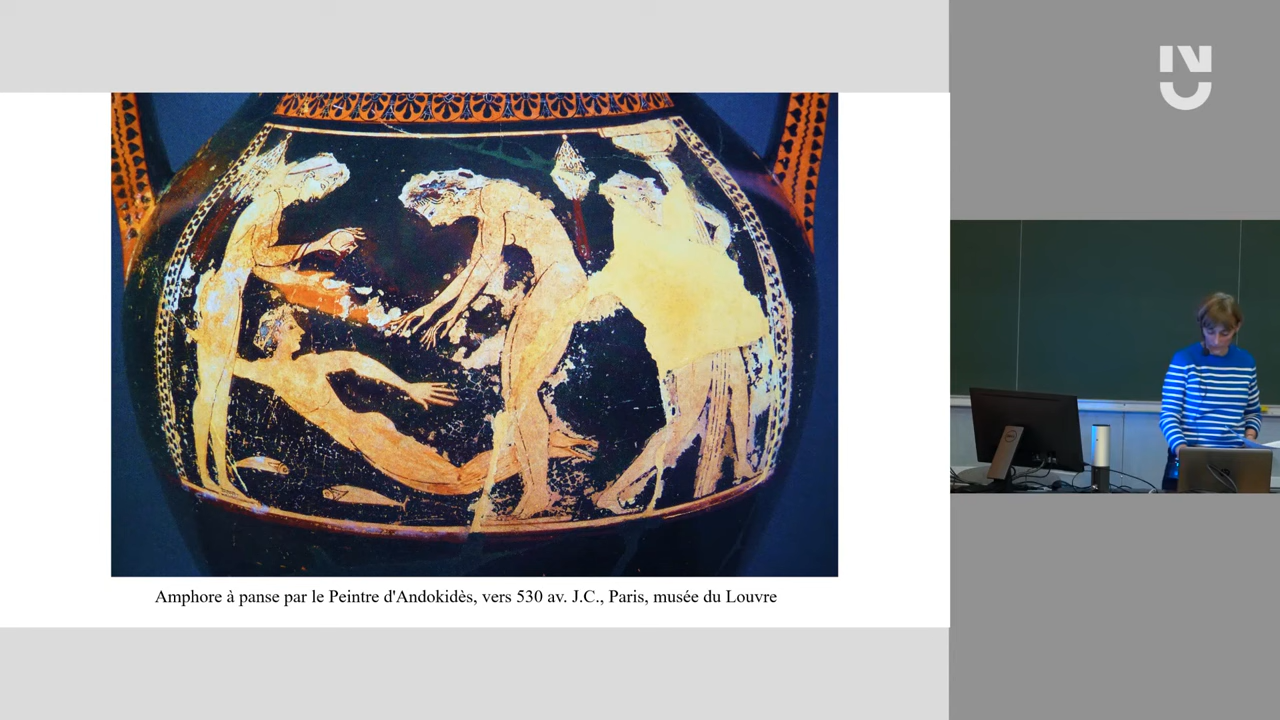 Amphore à panse par le Peintre d'Andokidès, vers 530 av. J.C., Paris, musée du Louvre